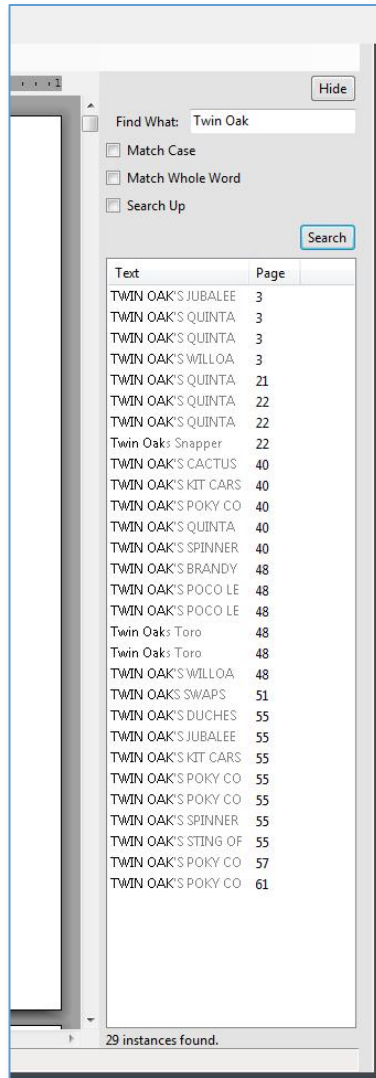 1
Hide
Find What: Twin Oak
Match Case
Match Whole Word
Search Up
Search
Text Page
TWIN OAK'S JUBALEE 3
TWIN OAK'S QUINTA 3
TWIN OAK'S QUINTA 3
TWIN OAK'S WILLOA 3
TWIN OAK'S QUINTA 21
TWIN OAK'S QUINTA 22
TWIN OAK'S QUINTA 22
Twin Oaks Snapper 22
TWIN OAK'S CACTUS 40
TWIN OAK'S KIT CARS 40
TWIN OAK'S POKY CO 40
TWIN OAK'S QUINTA 40
TWIN OAK'S SPINNER 40
TWIN OAK'S BRANDY 48
TWIN OAK'S POCO LE 48
TWIN OAK'S POCO LE 48
Twin Oaks Toro 48
Twin Oaks Toro 48
TWIN OAK'S WILLOA 48
TWIN OAKS SWAPS 51
TWIN OAK'S DUCHES 55
TWIN OAK'S JUBALEE 55
TWIN OAK'S KIT CARS 55
TWIN OAK'S POKY CO 55
TWIN OAK'S POKY CO 55
TWIN OAK'S SPINNER 55
TWIN OAK'S STING OF 55
TWIN OAK'S POKY CO 57
TWIN OAK'S POKY CO 61
29 instances found.